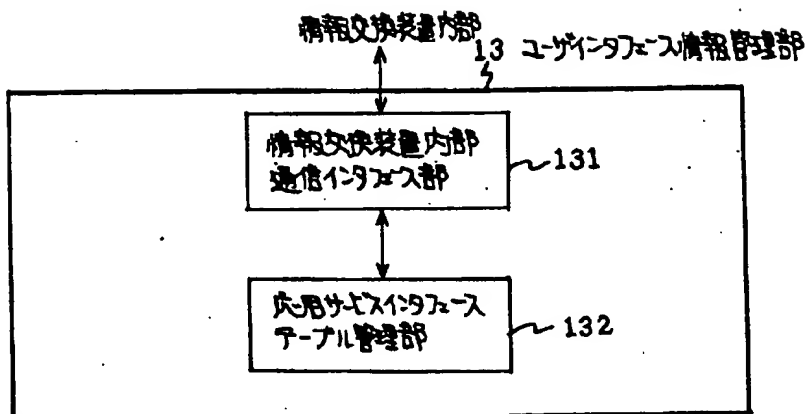 情報交換装置内部
13 ユーザインタフェース情報管理部
情報交換装置内部
通信インタフェース部
131
応用サービスインタフェース
テーブル管理部
132